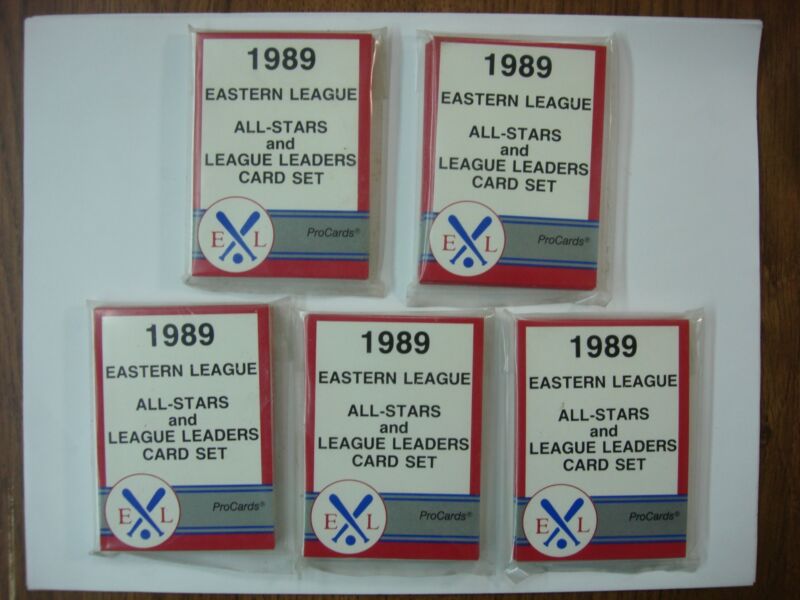 1989
EASTERN LEAGUE
ALL-STARS
and
LEAGUE LEADERS
CARD SET
E L
ProCards®
1989
EASTERN LEAGUE
ALL-STARS
and
LEAGUE LEADERS
CARD SET
E L
ProCards®
1989
EASTERN LEAGUE
ALL-STARS
and
LEAGUE LEADERS
CARD SET
E L
ProCards®
1989
EASTERN LEAGUE
ALL-STARS
and
LEAGUE LEADERS
CARD SET
E L
ProCards®
1989
EASTERN LEAGUE
ALL-STARS
and
LEAGUE LEADERS
CARD SET
E L
ProCards®